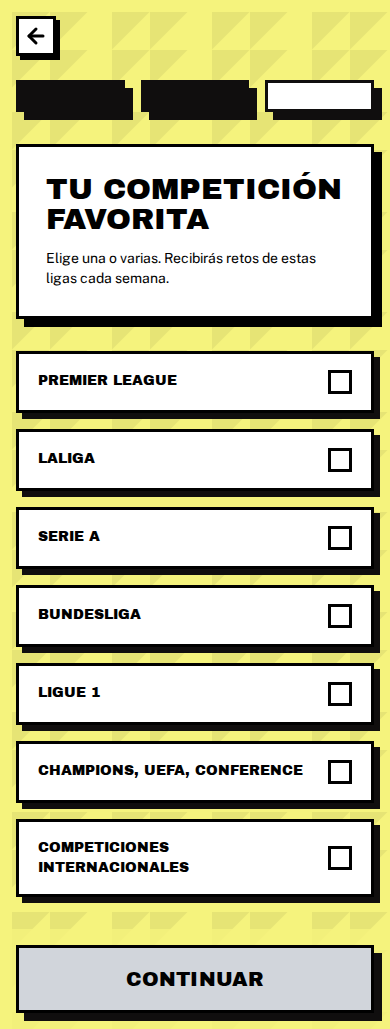 TU COMPETICIÓN
FAVORITA
Elige una o varias. Recibirás retos de estas
ligas cada semana.
PREMIER LEAGUE
LALIGA
SERIE A
BUNDESLIGA
LIGUE 1
CHAMPIONS, UEFA, CONFERENCE
COMPETICIONES
INTERNACIONALES
CONTINUAR